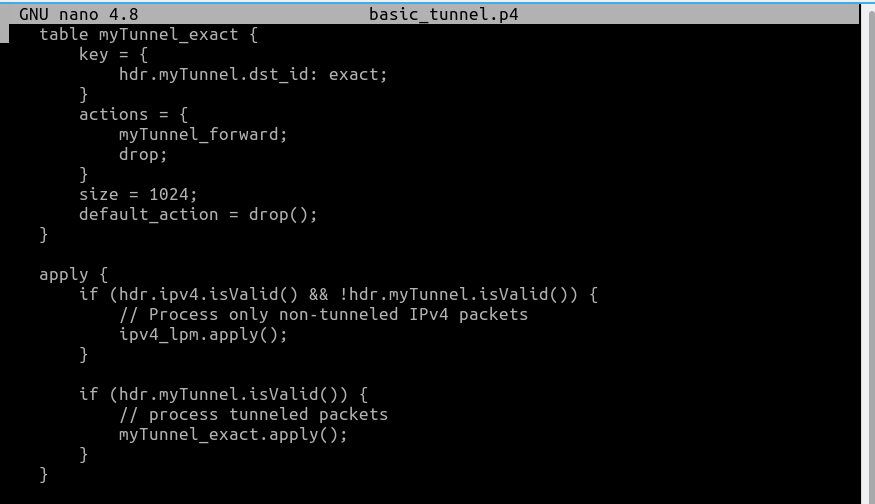 GNU nano 4.8 basic_tunnel.p4
table myTunnel_exact {
key = {
hdr.myTunnel.dst_id: exact;
}
actions = {
myTunnel_forward;
drop;
}
size = 1024;
default_action = drop();
}
apply {
if (hdr.ipv4.isValid() && !hdr.myTunnel.isValid()) {
// Process only non-tunneled IPv4 packets
ipv4_lpm.apply();
}
if (hdr.myTunnel.isValid()) {
// process tunneled packets
myTunnel_exact.apply();
}
}